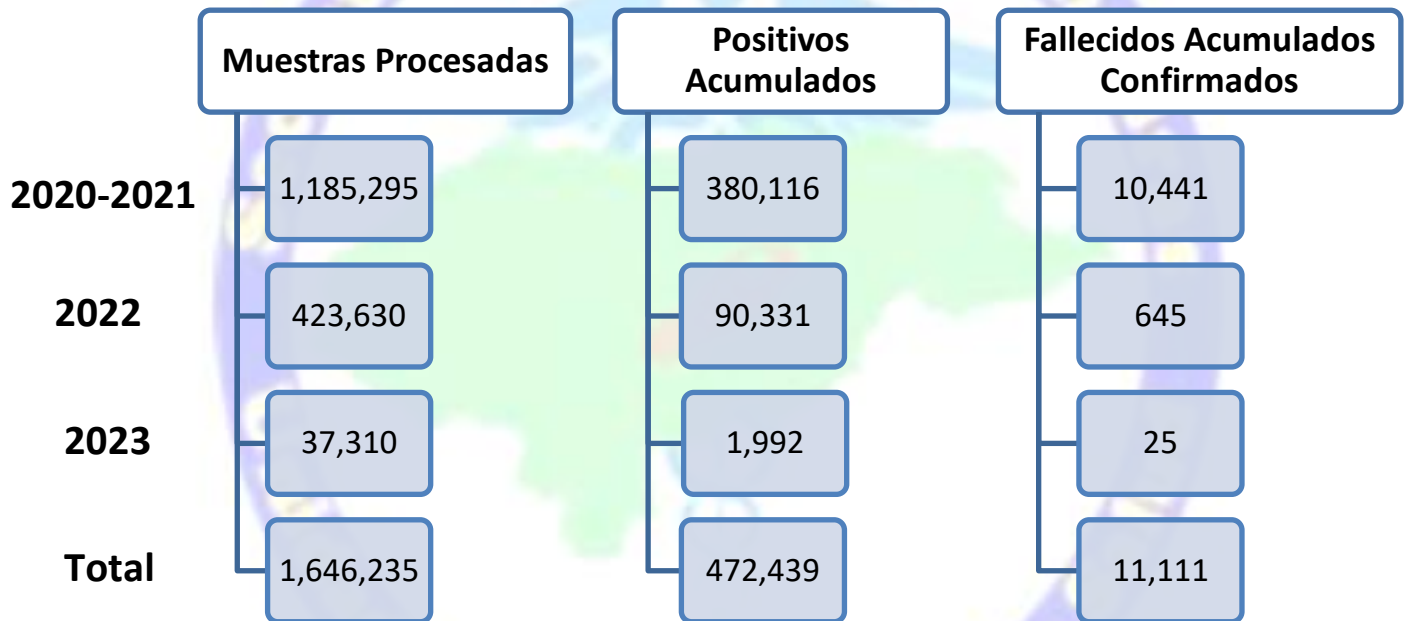 Muestras Procesadas
Positivos
Acumulados
Fallecidos Acumulados
Confirmados
2020-2021
1,185,295
380,116
10,441
2022
423,630
90,331
645
2023
37,310
1,992
25
Total
1,646,235
472,439
11,111